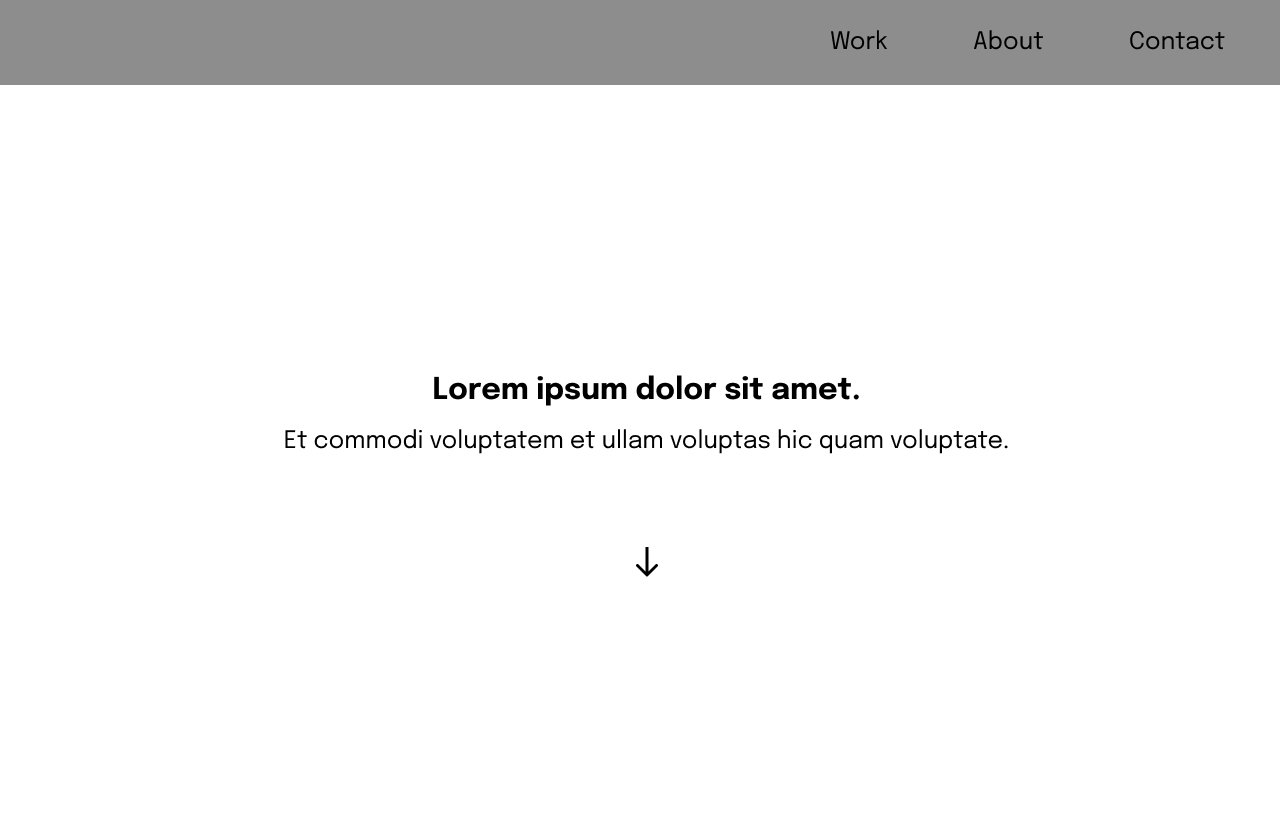 Work About Contact
Lorem ipsum dolor sit amet.
Et commodi voluptatem et ullam voluptas hic quam voluptate.